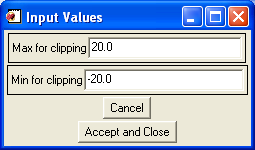 Input Values
Max for clipping 20.0
Min for clipping -20.0
Cancel
Accept and Close